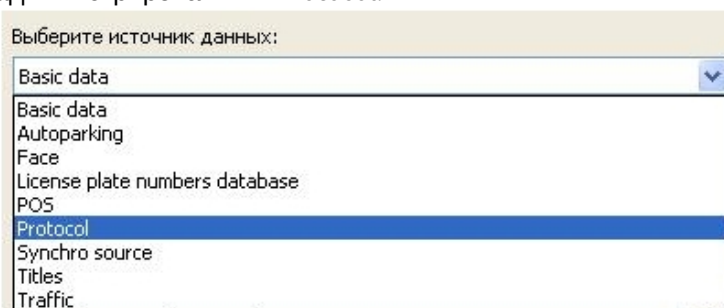 Выберите источник данных:
Basic data
Basic data
Autoparking
Face
License plate numbers database
POS
Protocol
Synchro source
Titles
Traffic